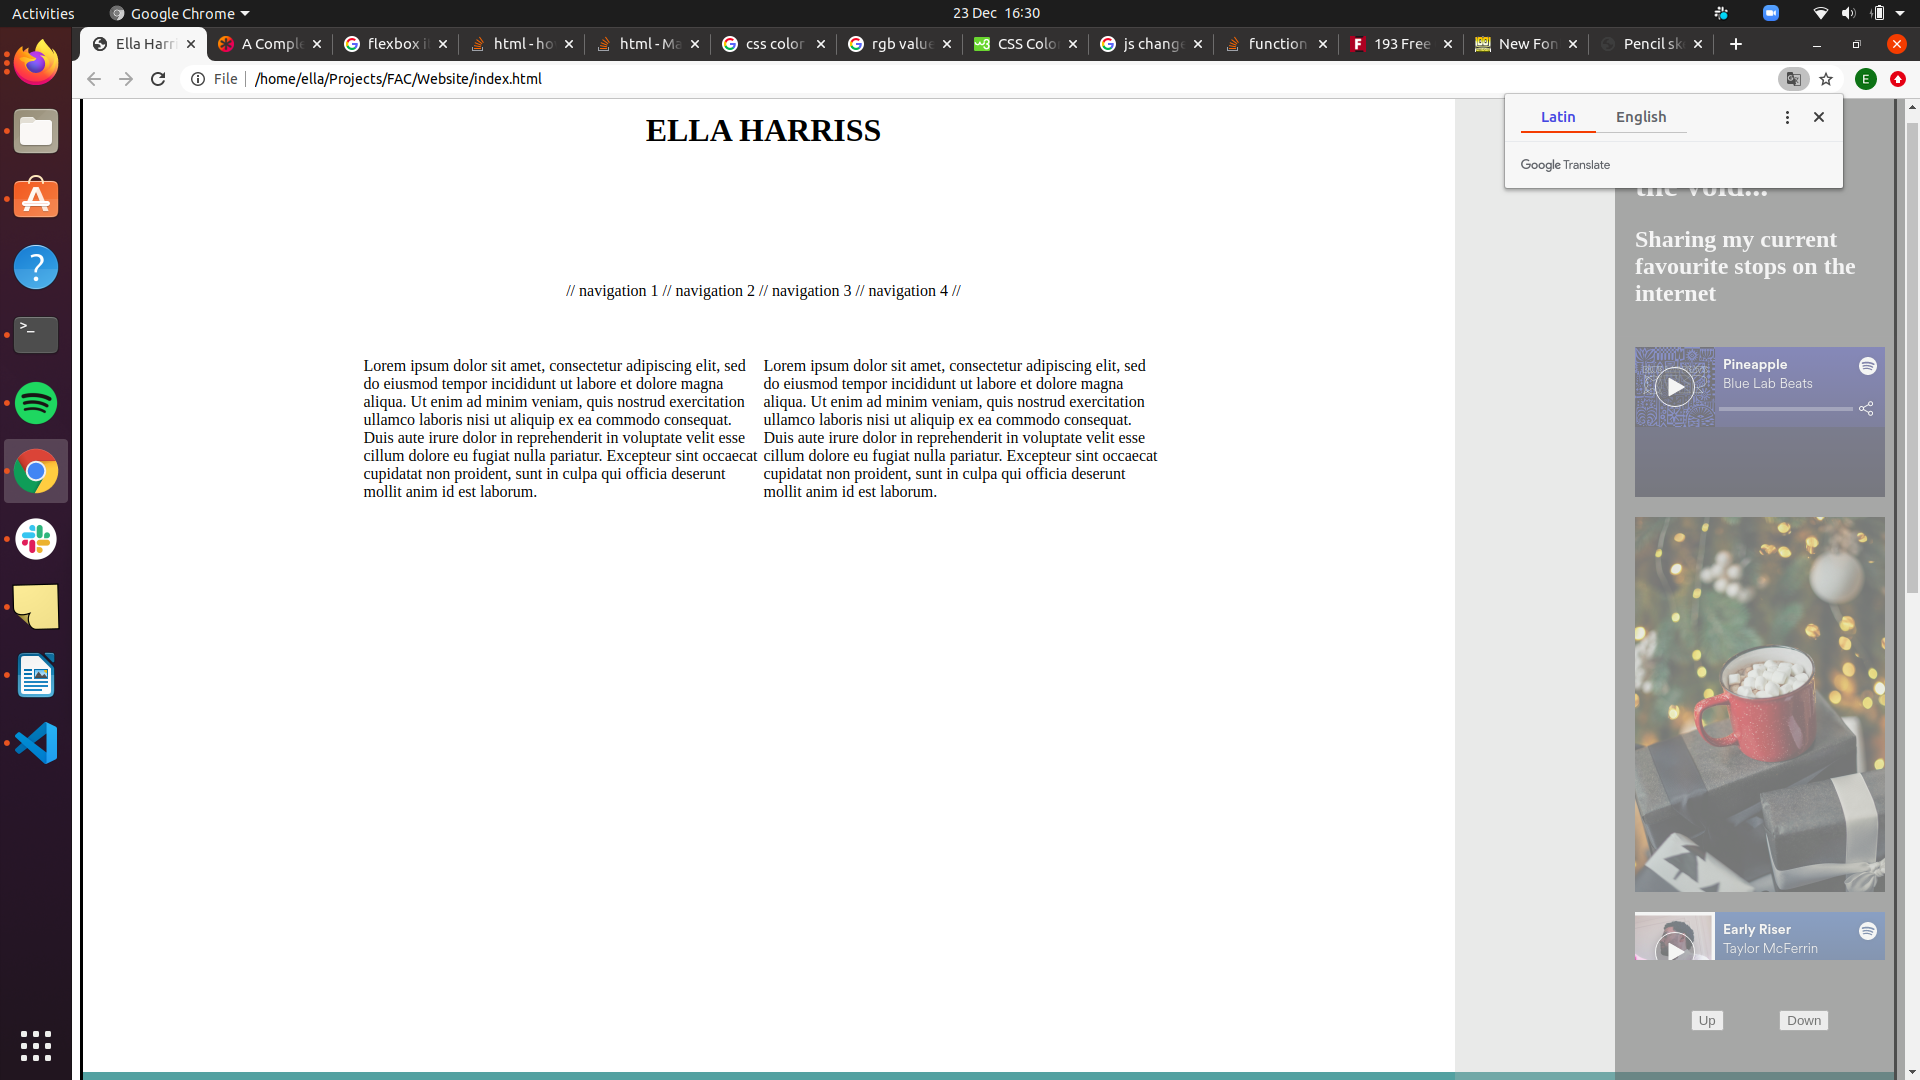 Activities
Google Chrome
23 Dec 16:30
Ella Harri
A Comple
flexbox i
html - ho
html - Ma
css color
rgb value
CSS Colo
js change
function
193 Free
New Fon
Pencil sk
File
/home/ella/Projects/FAC/Website/index.html
E
Latin English
Google Translate
ELLA HARRISS
// navigation 1 // navigation 2 // navigation 3 // navigation 4 //
Lorem ipsum dolor sit amet, consectetur adipiscing elit, sed
do eiusmod tempor incididunt ut labore et dolore magna
aliqua. Ut enim ad minim veniam, quis nostrud exercitation
ullamco laboris nisi ut aliquip ex ea commodo consequat.
Duis aute irure dolor in reprehenderit in voluptate velit esse
cillum dolore eu fugiat nulla pariatur. Excepteur sint occaecat
cupidatat non proident, sunt in culpa qui officia deserunt
mollit anim id est laborum.
Lorem ipsum dolor sit amet, consectetur adipiscing elit, sed
do eiusmod tempor incididunt ut labore et dolore magna
aliqua. Ut enim ad minim veniam, quis nostrud exercitation
ullamco laboris nisi ut aliquip ex ea commodo consequat.
Duis aute irure dolor in reprehenderit in voluptate velit esse
cillum dolore eu fugiat nulla pariatur. Excepteur sint occaecat
cupidatat non proident, sunt in culpa qui officia deserunt
mollit anim id est laborum.
the void...
Sharing my current
favourite stops on the
internet
Pineapple
Blue Lab Beats
Early Riser
Taylor McFerrin
Up
Down